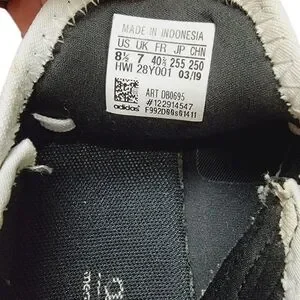 MADE IN INDONESIA
US UK FR JP CHN
8½ 7 40⅔ 255 250
HWI 28Y001 03/19
ART DB0695
#122914547
adidas F992D00s01411